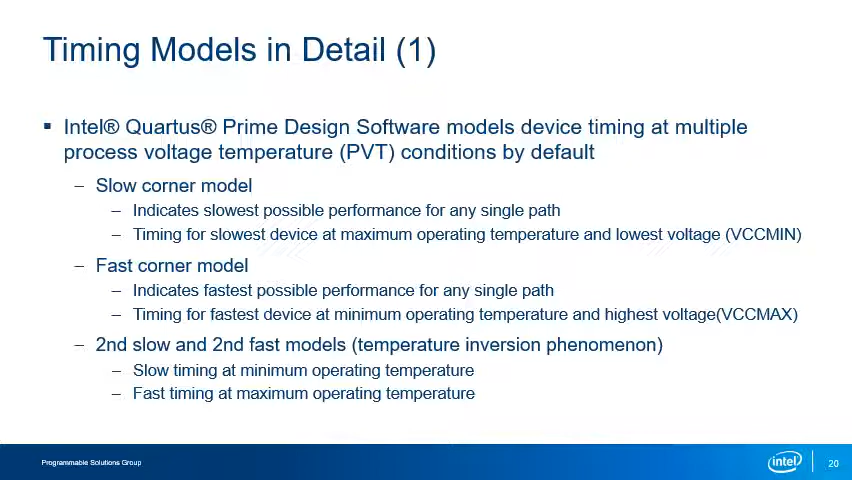 Timing Models in Detail (1)
▪ Intel® Quartus® Prime Design Software models device timing at multiple
process voltage temperature (PVT) conditions by default
– Slow corner model
– Indicates slowest possible performance for any single path
– Timing for slowest device at maximum operating temperature and lowest voltage (VCCMIN)
– Fast corner model
– Indicates fastest possible performance for any single path
– Timing for fastest device at minimum operating temperature and highest voltage(VCCMAX)
– 2nd slow and 2nd fast models (temperature inversion phenomenon)
– Slow timing at minimum operating temperature
– Fast timing at maximum operating temperature
Programmable Solutions Group
intel
20